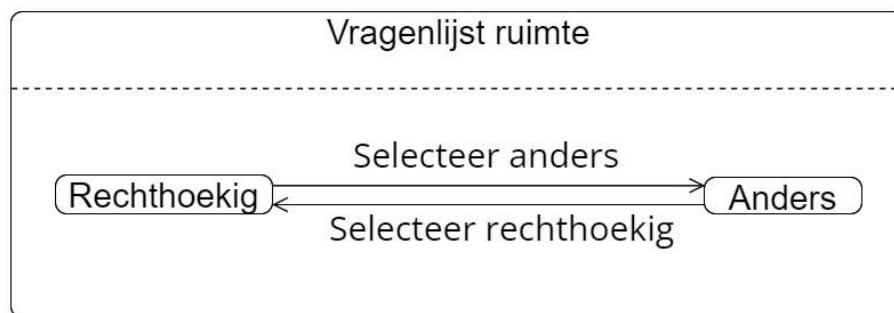 Vragenlijst ruimte
Selecteer anders
Rechthoekig
Anders
Selecteer rechthoekig